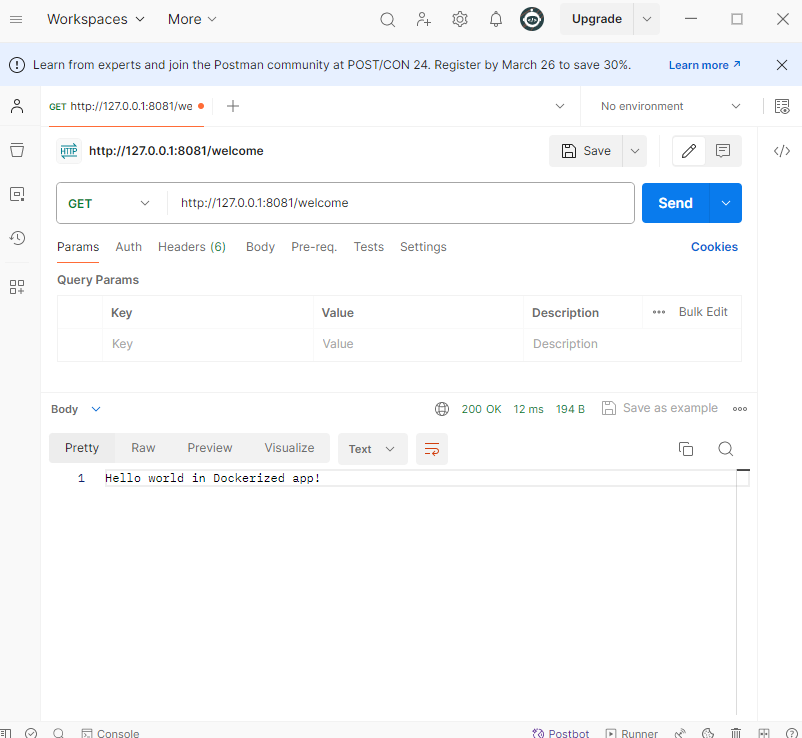 Workspaces More Upgrade
Learn from experts and join the Postman community at POST/CON 24. Register by March 26 to save 30%. Learn more ↗
GET http://127.0.0.1:8081/we No environment
HTTP http://127.0.0.1:8081/welcome Save
GET http://127.0.0.1:8081/welcome Send
Params Auth Headers (6) Body Pre-req. Tests Settings Cookies
Query Params
Key Value Description Bulk Edit
Key Value Description
Body 200 OK 12 ms 194 B Save as example
Pretty Raw Preview Visualize Text
1 Hello world in Dockerized app!
Console Postbot Runner